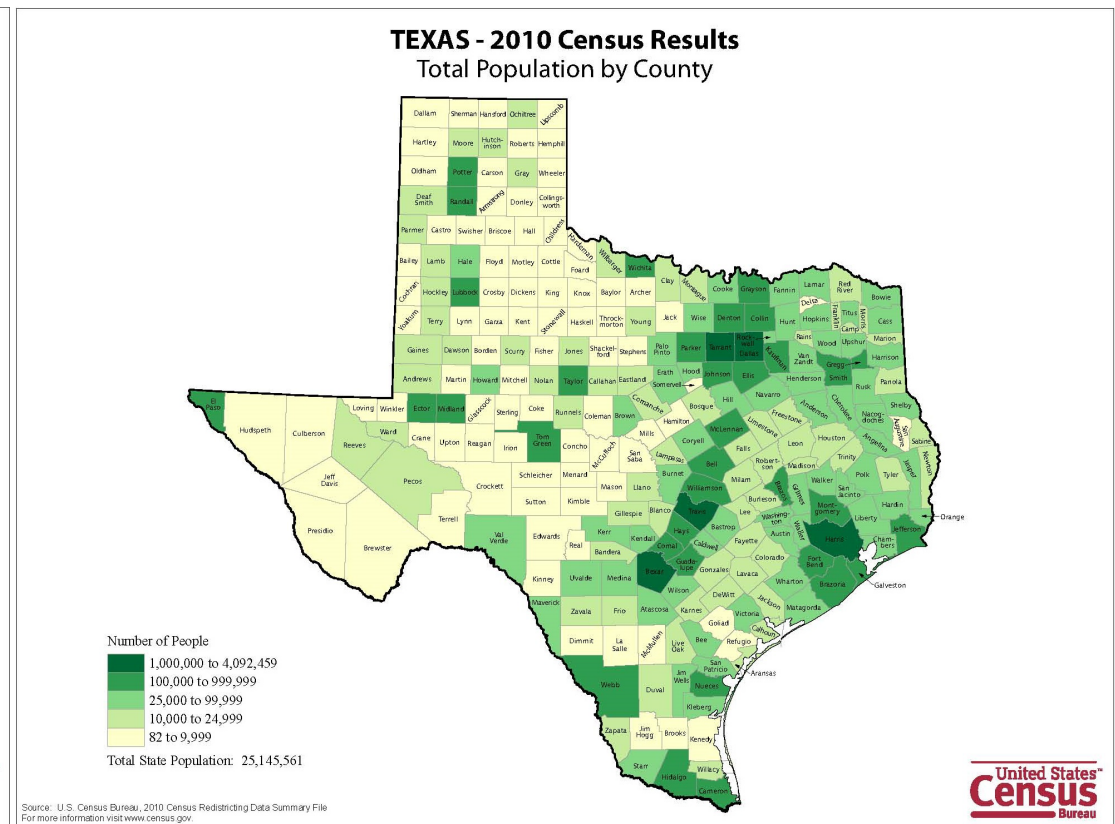 TEXAS - 2010 Census Results
Total Population by County
Dallam Sherman Hansford Ochiltree Lipscomb
Hartley Moore Hutch-
inson Roberts Hemphill
Oldham Potter Carson Gray Wheeler
Deaf
Smith Randall Armstrong Donley Collings-
worth
Parmer Castro Swisher Briscoe Hall Childress
Hardeman
Bailey Lamb Hale Floyd Motley Cottle Foard Wilbarger Wichita
Clay Montague Cooke Grayson Fannin Lamar Red
River Bowie
Cochran Hockley Lubbock Crosby Dickens King Knox Baylor Archer
Jack Wise Denton Collin Hunt Delta Hopkins Franklin Titus Morris Camp Cass
Yoakum Terry Lynn Garza Kent Stonewall Haskell Throck-
morton Young
Palo
Pinto Parker Tarrant Rock-
wall Dallas Kaufman Rains Wood Upshur Marion
Van
Zandt Gregg Harrison
Gaines Dawson Borden Scurry Fisher Jones Shackel-
ford Stephens
Erath Hood Johnson Ellis Henderson Smith Rusk Panola
Somervell
Andrews Martin Howard Mitchell Nolan Taylor Callahan Eastland
Comanche Bosque Hill Navarro Anderson Cherokee Nacog-
doches Shelby
El
Paso Hudspeth Culberson Loving Winkler Ector Midland Glasscock Sterling Coke Runnels Coleman Brown
Hamilton McLennan Limestone Freestone Leon Houston Angelina San
Augustine Sabine
Reeves Ward Crane Upton Reagan Irion Tom
Green Concho McCulloch Mills San
Saba Lampasas Coryell Falls Robert-
son Madison Trinity Jasper Newton
Jeff
Davis Pecos Crockett Schleicher Menard Mason Llano Burnet Bell Milam Brazos Grimes Walker San
Jacinto Polk Tyler
Presidio Brewster Terrell Sutton Kimble Gillespie Blanco Williamson Travis Lee Burleson Washing-
ton Mont-
gomery Liberty Hardin
Orange
Val
Verde Edwards Real Kerr Kendall Hays Bastrop Fayette Austin Waller Harris Cham-
bers Jefferson
Bandera Comal Caldwell Guada-
lupe Colorado Fort
Bend
Galveston
Kinney Uvalde Medina Bexar Gonzales Lavaca Wharton Brazoria
Wilson
Maverick Zavala Frio Atascosa Karnes DeWitt Jackson Matagorda
Victoria
Goliad Calhoun
Dimmit La
Salle McMullen Live
Oak Bee Refugio
San
Patricio
Aransas
Webb Duval Jim
Wells Nueces
Kleberg
Zapata Jim
Hogg Brooks Kenedy
Starr Hidalgo Willacy
Cameron
Number of People
1,000,000 to 4,092,459
100,000 to 999,999
25,000 to 99,999
10,000 to 24,999
82 to 9,999
Total State Population: 25,145,561
Source: U.S. Census Bureau, 2010 Census Redistricting Data Summary File
For more information visit www.census.gov.
United States™
Census
Bureau